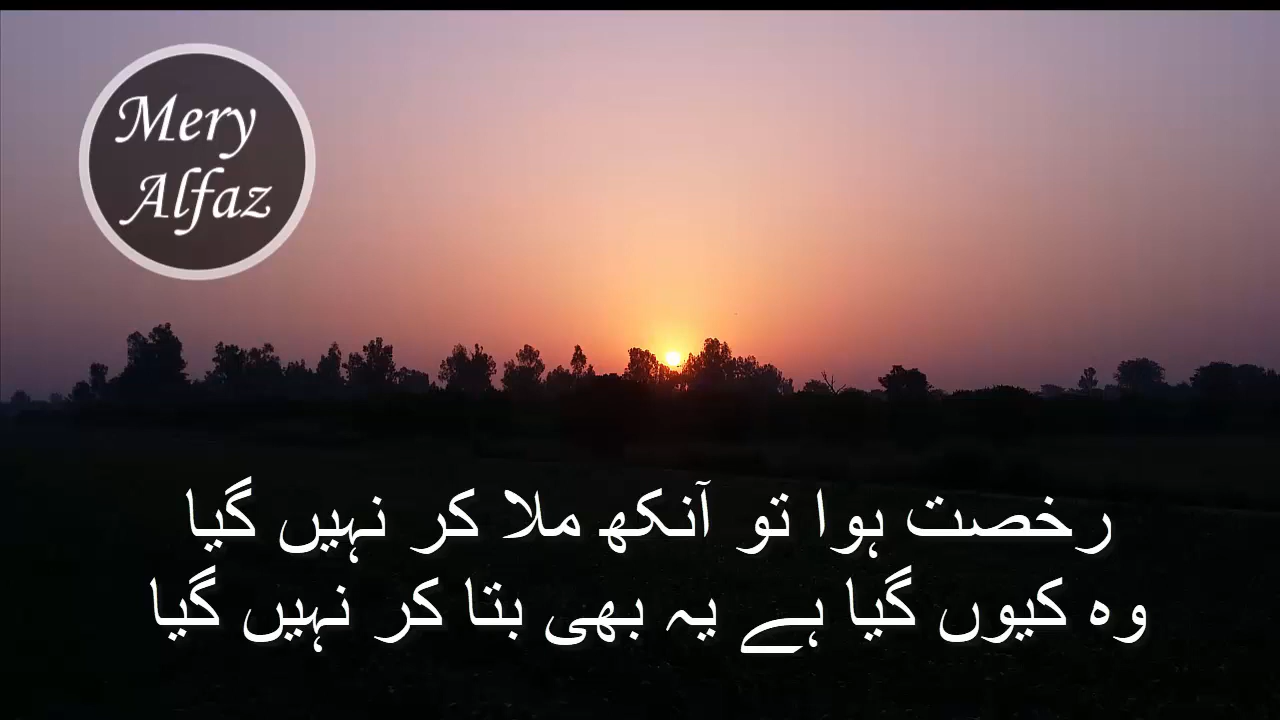 Mery
Alfaz
رخصت ہوا تو آنکھ ملا کر نہیں گیا
وہ کیوں گیا ہے یہ بھی بتا کر نہیں گیا